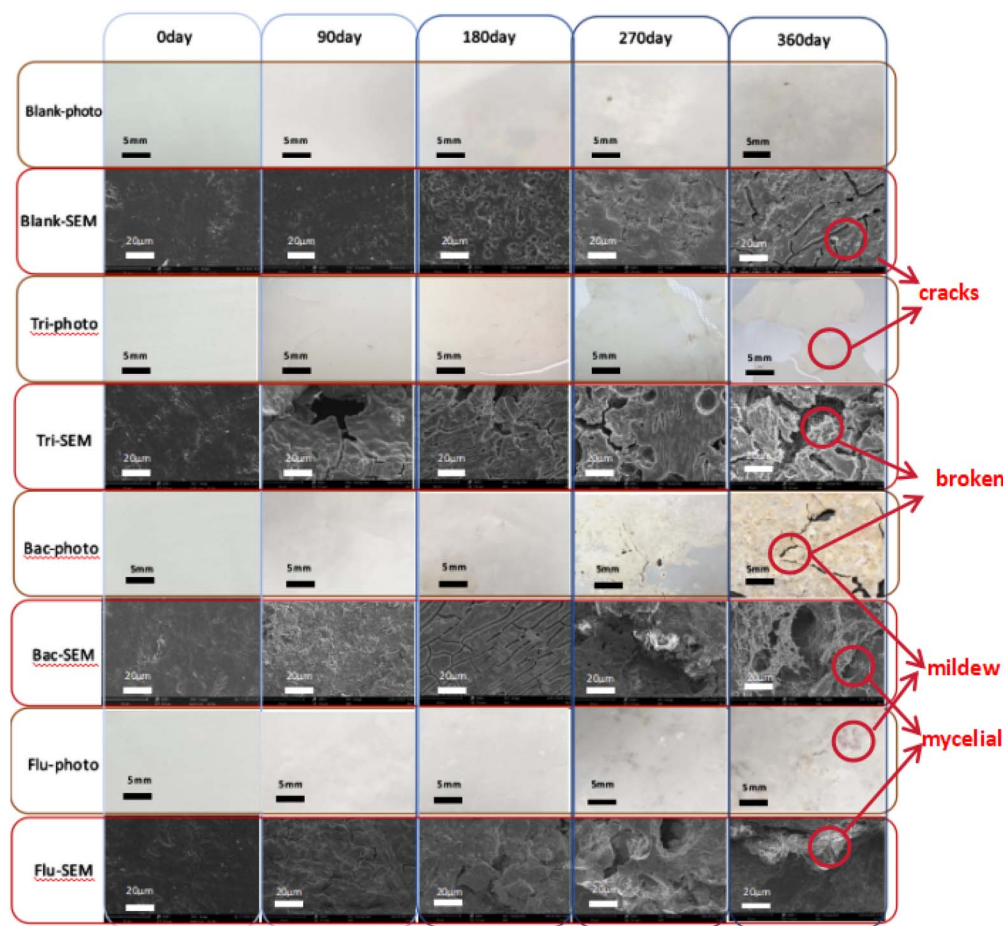 0day 90day 180day 270day 360day
Blank-photo
5mm 5mm 5mm 5mm 5mm
Blank-SEM
20μm 20μm 20μm 20μm 20μm
cracks
Tri-photo
5mm 5mm 5mm 5mm 5mm
Tri-SEM
20μm 20μm 20μm 20μm 20μm
broken
Bac-photo
5mm 5mm 5mm 5mm 5mm
Bac-SEM
20μm 20μm 20μm 20μm 20μm
mildew
mycelial
Flu-photo
5mm 5mm 5mm 5mm 5mm
Flu-SEM
20μm 20μm 20μm 20μm 20μm